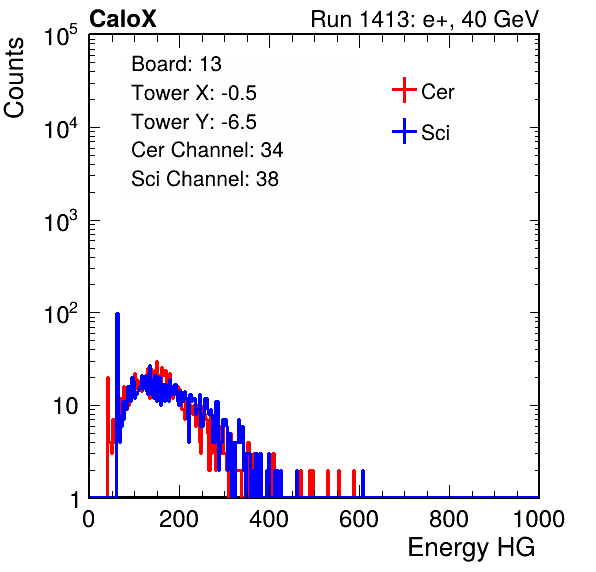 CaloX Run 1413: e+, 40 GeV
Counts
Board: 13
Tower X: -0.5
Tower Y: -6.5
Cer Channel: 34
Sci Channel: 38
Cer
Sci
10^5
10^4
10^3
10^2
10
1
0 200 400 600 800 1000
Energy HG